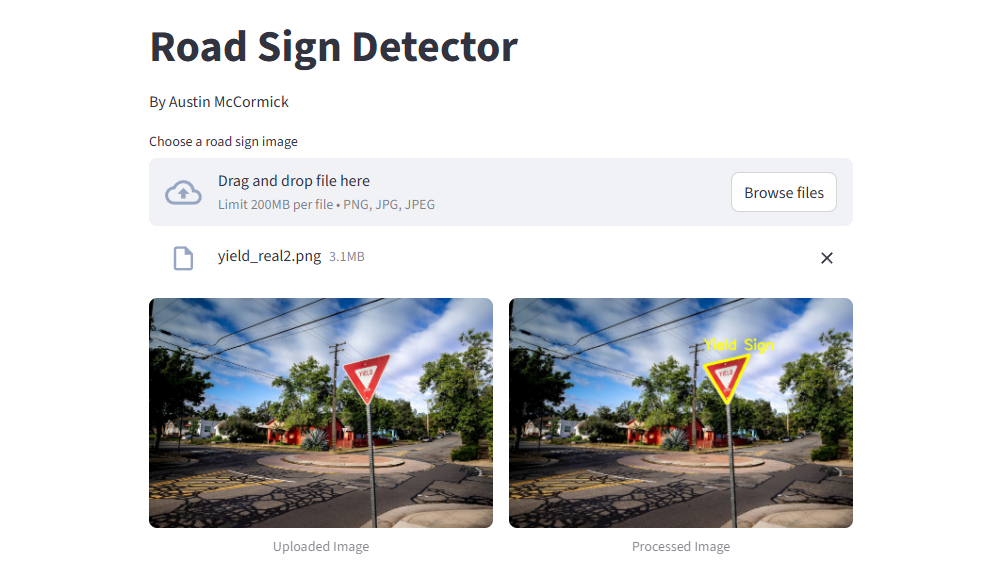 Road Sign Detector
By Austin McCormick
Choose a road sign image
Drag and drop file here
Limit 200MB per file • PNG, JPG, JPEG
Browse files
yield_real2.png 3.1MB
YIELD
Yield Sign
YIELD
Uploaded Image
Processed Image